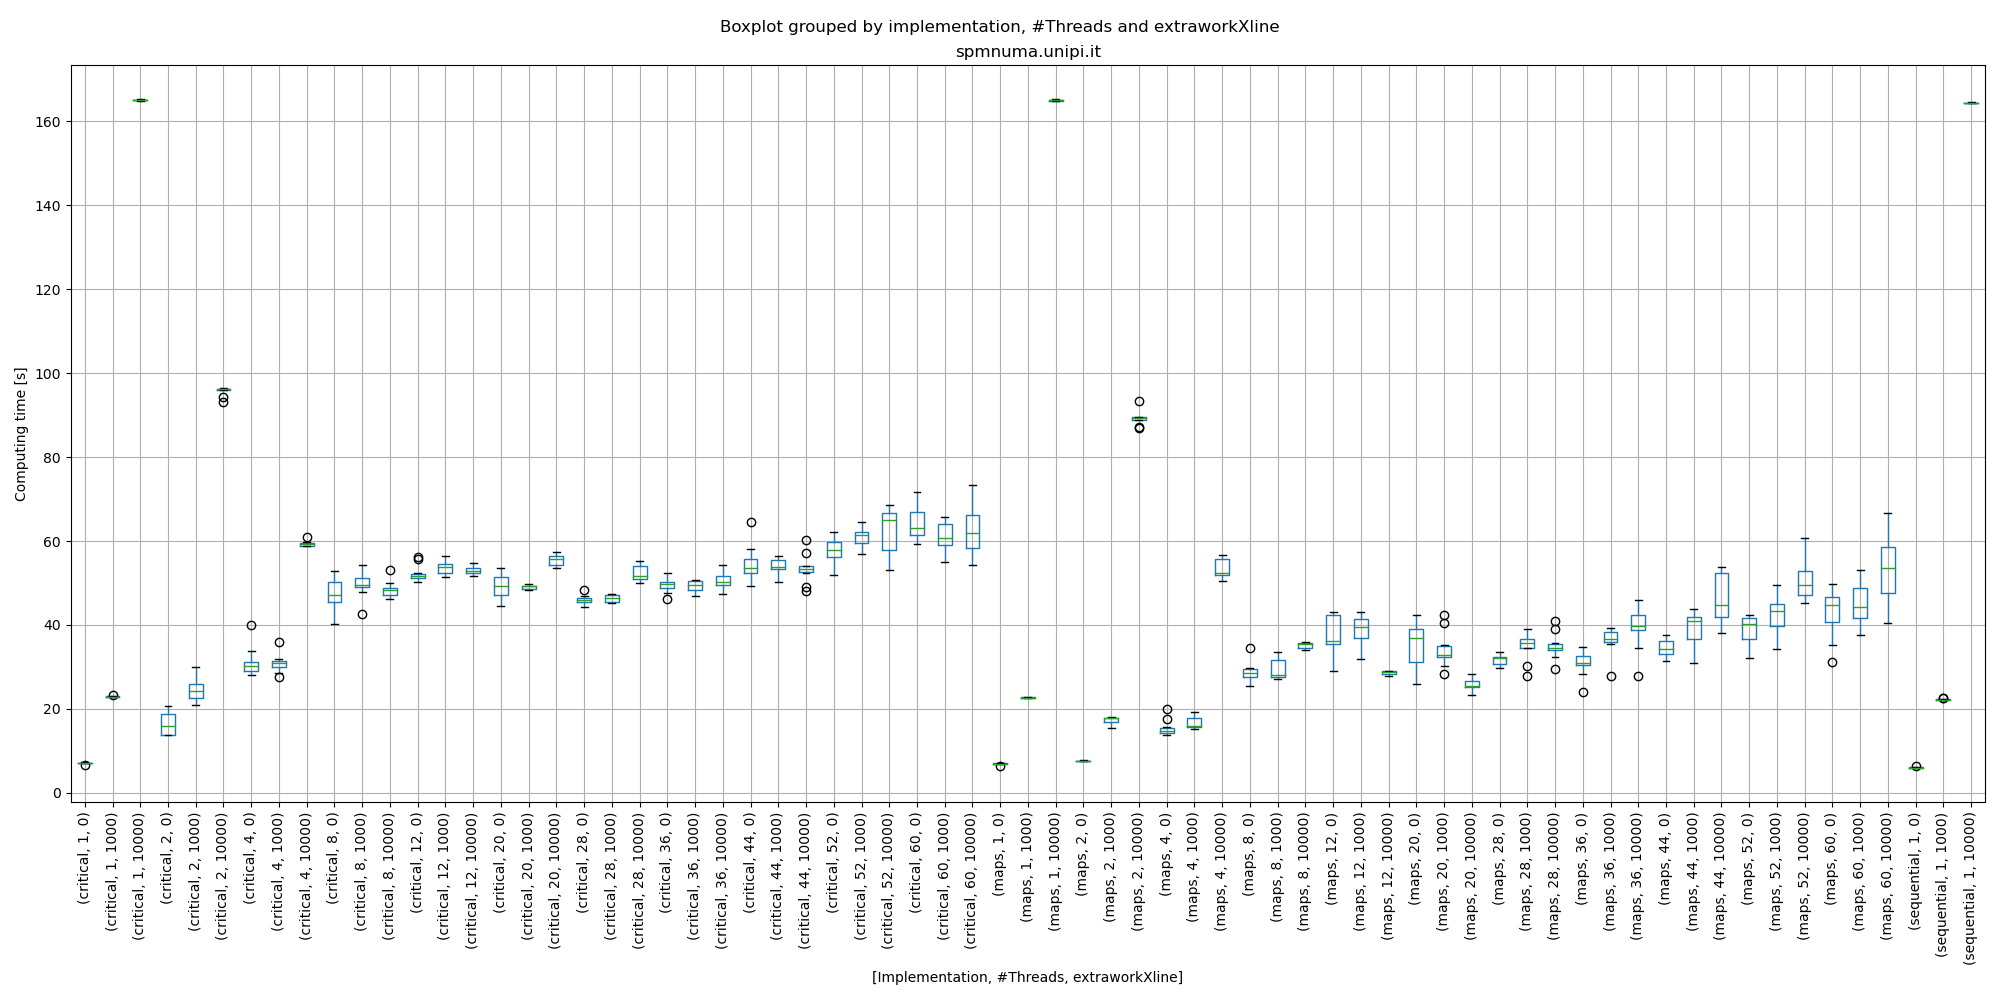 Boxplot grouped by implementation, #Threads and extraworkXline
spmnuma.unipi.it
Computing time [s]
160
140
120
100
80
60
40
20
0
(critical, 1, 0)
(critical, 1, 1000)
(critical, 1, 10000)
(critical, 2, 0)
(critical, 2, 1000)
(critical, 2, 10000)
(critical, 4, 0)
(critical, 4, 1000)
(critical, 4, 10000)
(critical, 8, 0)
(critical, 8, 1000)
(critical, 8, 10000)
(critical, 12, 0)
(critical, 12, 1000)
(critical, 12, 10000)
(critical, 20, 0)
(critical, 20, 1000)
(critical, 20, 10000)
(critical, 28, 0)
(critical, 28, 1000)
(critical, 28, 10000)
(critical, 36, 0)
(critical, 36, 1000)
(critical, 36, 10000)
(critical, 44, 0)
(critical, 44, 1000)
(critical, 44, 10000)
(critical, 52, 0)
(critical, 52, 1000)
(critical, 52, 10000)
(critical, 60, 0)
(critical, 60, 1000)
(critical, 60, 10000)
(maps, 1, 0)
(maps, 1, 1000)
(maps, 1, 10000)
(maps, 2, 0)
(maps, 2, 1000)
(maps, 2, 10000)
(maps, 4, 0)
(maps, 4, 1000)
(maps, 4, 10000)
(maps, 8, 0)
(maps, 8, 1000)
(maps, 8, 10000)
(maps, 12, 0)
(maps, 12, 1000)
(maps, 12, 10000)
(maps, 20, 0)
(maps, 20, 1000)
(maps, 20, 10000)
(maps, 28, 0)
(maps, 28, 1000)
(maps, 28, 10000)
(maps, 36, 0)
(maps, 36, 1000)
(maps, 36, 10000)
(maps, 44, 0)
(maps, 44, 1000)
(maps, 44, 10000)
(maps, 52, 0)
(maps, 52, 1000)
(maps, 52, 10000)
(maps, 60, 0)
(maps, 60, 1000)
(maps, 60, 10000)
(sequential, 1, 0)
(sequential, 1, 1000)
(sequential, 1, 10000)
[Implementation, #Threads, extraworkXline]